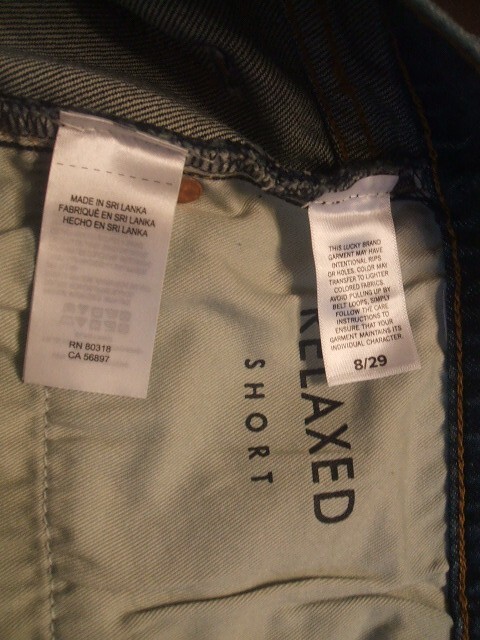 MADE IN SRI LANKA
FABRIQUÉ EN SRI LANKA
HECHO EN SRI LANKA
RN 80318
CA 56897
THIS LUCKY BRAND
GARMENT MAY HAVE
INTENTIONAL RIPS
OR HOLES. COLOR MAY
TRANSFER TO LIGHTER
COLORED FABRICS.
AVOID PULLING UP BY
BELT LOOPS, SIMPLY
FOLLOW THE CARE
INSTRUCTIONS TO
ENSURE THAT YOUR
GARMENT MAINTAINS ITS
INDIVIDUAL CHARACTER.
8/29
RELAXED
SHORT